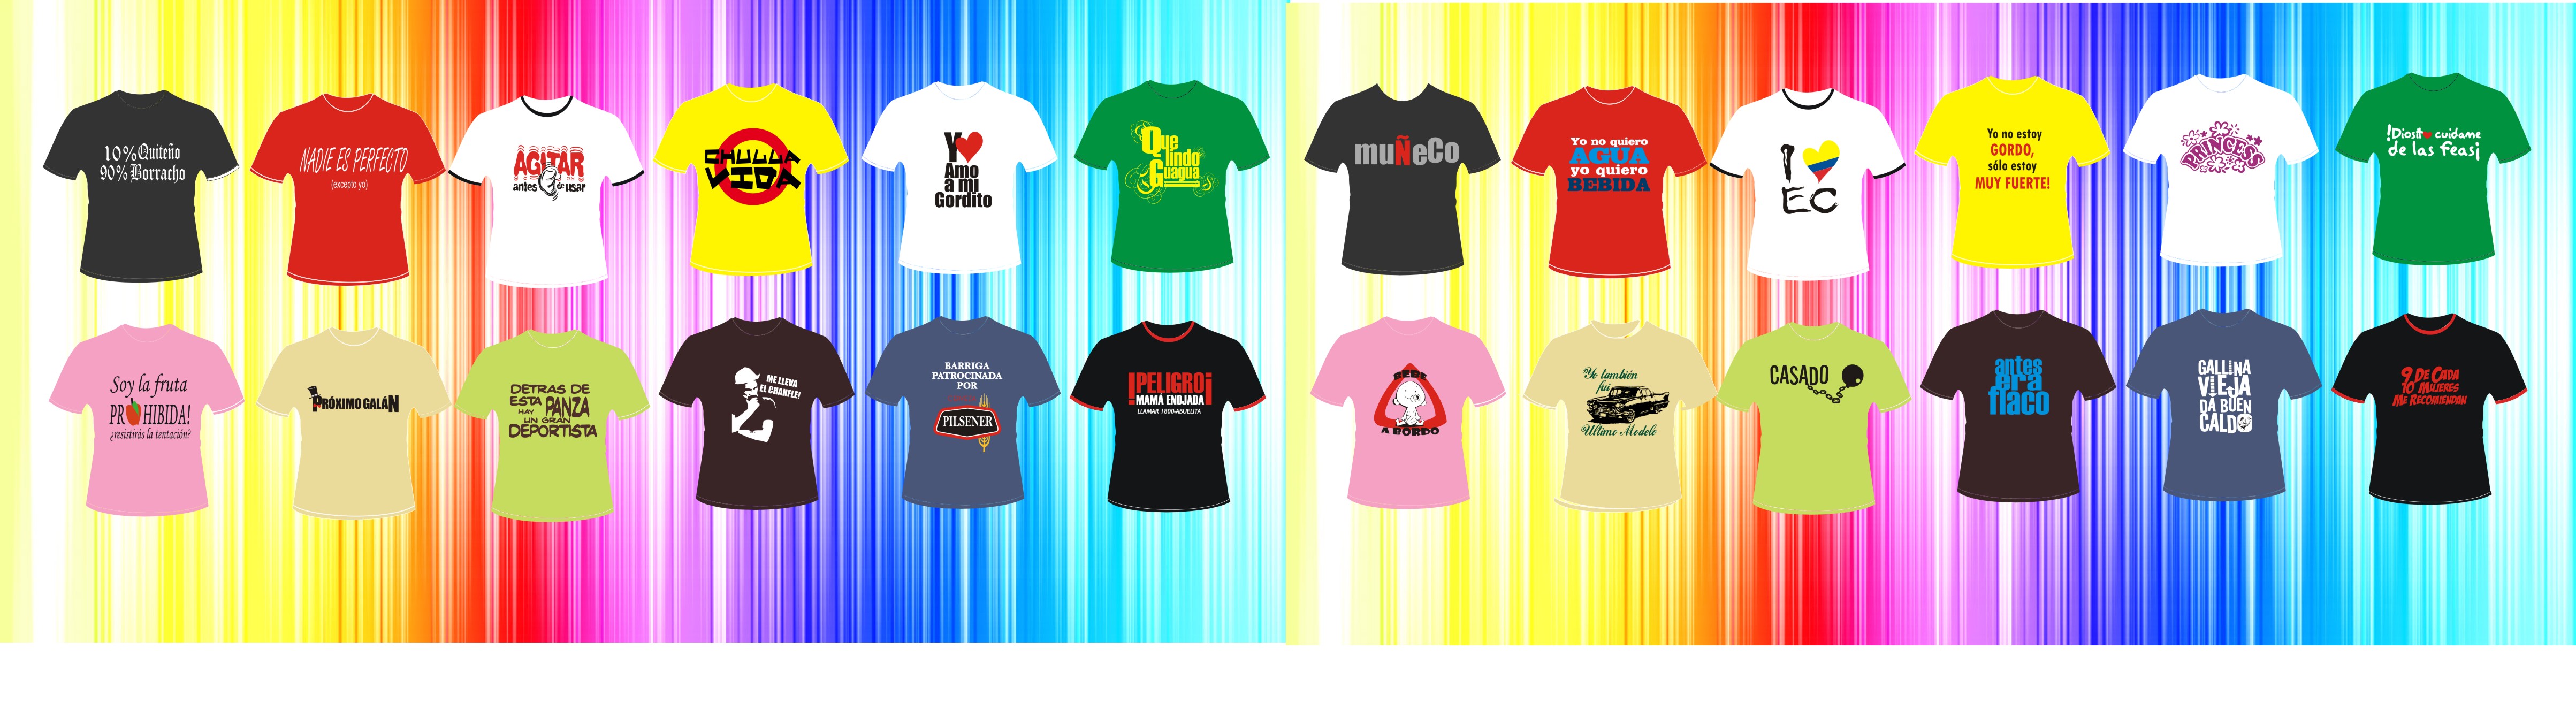 10%Quiteño
90%Borracho
NADIE ES PERFECTO
(excepto yo)
AGITAR
antes de usar
CHULLA
VIDA
Y
Amo
a mi
Gordito
Que
lindo
Guagua
muÑeCo
Yo no quiero
AGUA
yo quiero
BEBIDA
I
EC
Yo no estoy
GORDO,
sólo estoy
MUY FUERTE!
PRINCESS
!Diosito cuidame
de las feas¡
Soy la fruta
PROHIBIDA!
¿resistirás la tentación?
PRÓXIMO GALÁN
DETRAS DE
ESTA PANZA
HAY
UN GRAN
DEPORTISTA
ME LLEVA
EL CHANFLE!
BARRIGA
PATROCINADA
POR
PILSENER
!PELIGRO¡
MAMÁ ENOJADA
LLAMAR 1800-ABUELITA
BEBE
A BORDO
Yo también
fui
Ultimo Modelo
CASADO
antes
era
flaco
GALLINA
VIEJA
DÁ BUEN
CALDO
9 DE CADA
10 MUJERES
ME RECOMIENDAN